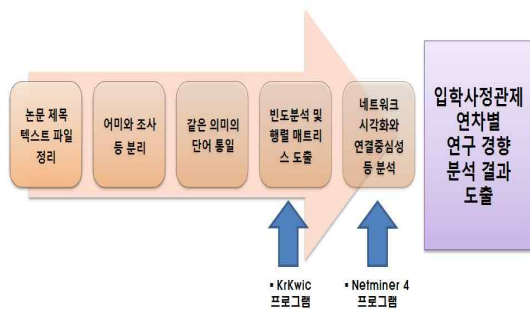 논문 제목
텍스트 파일
정리
어미와 조사
등 분리
같은 의미의
단어 통일
빈도분석 및
행렬 매트리
스 도출
네트워크
시각화와
연결중심성
등 분석
입학사정관제
연차별
연구 경향
분석 결과
도출
▪ KrKwic
프로그램
▪ Netminer 4
프로그램